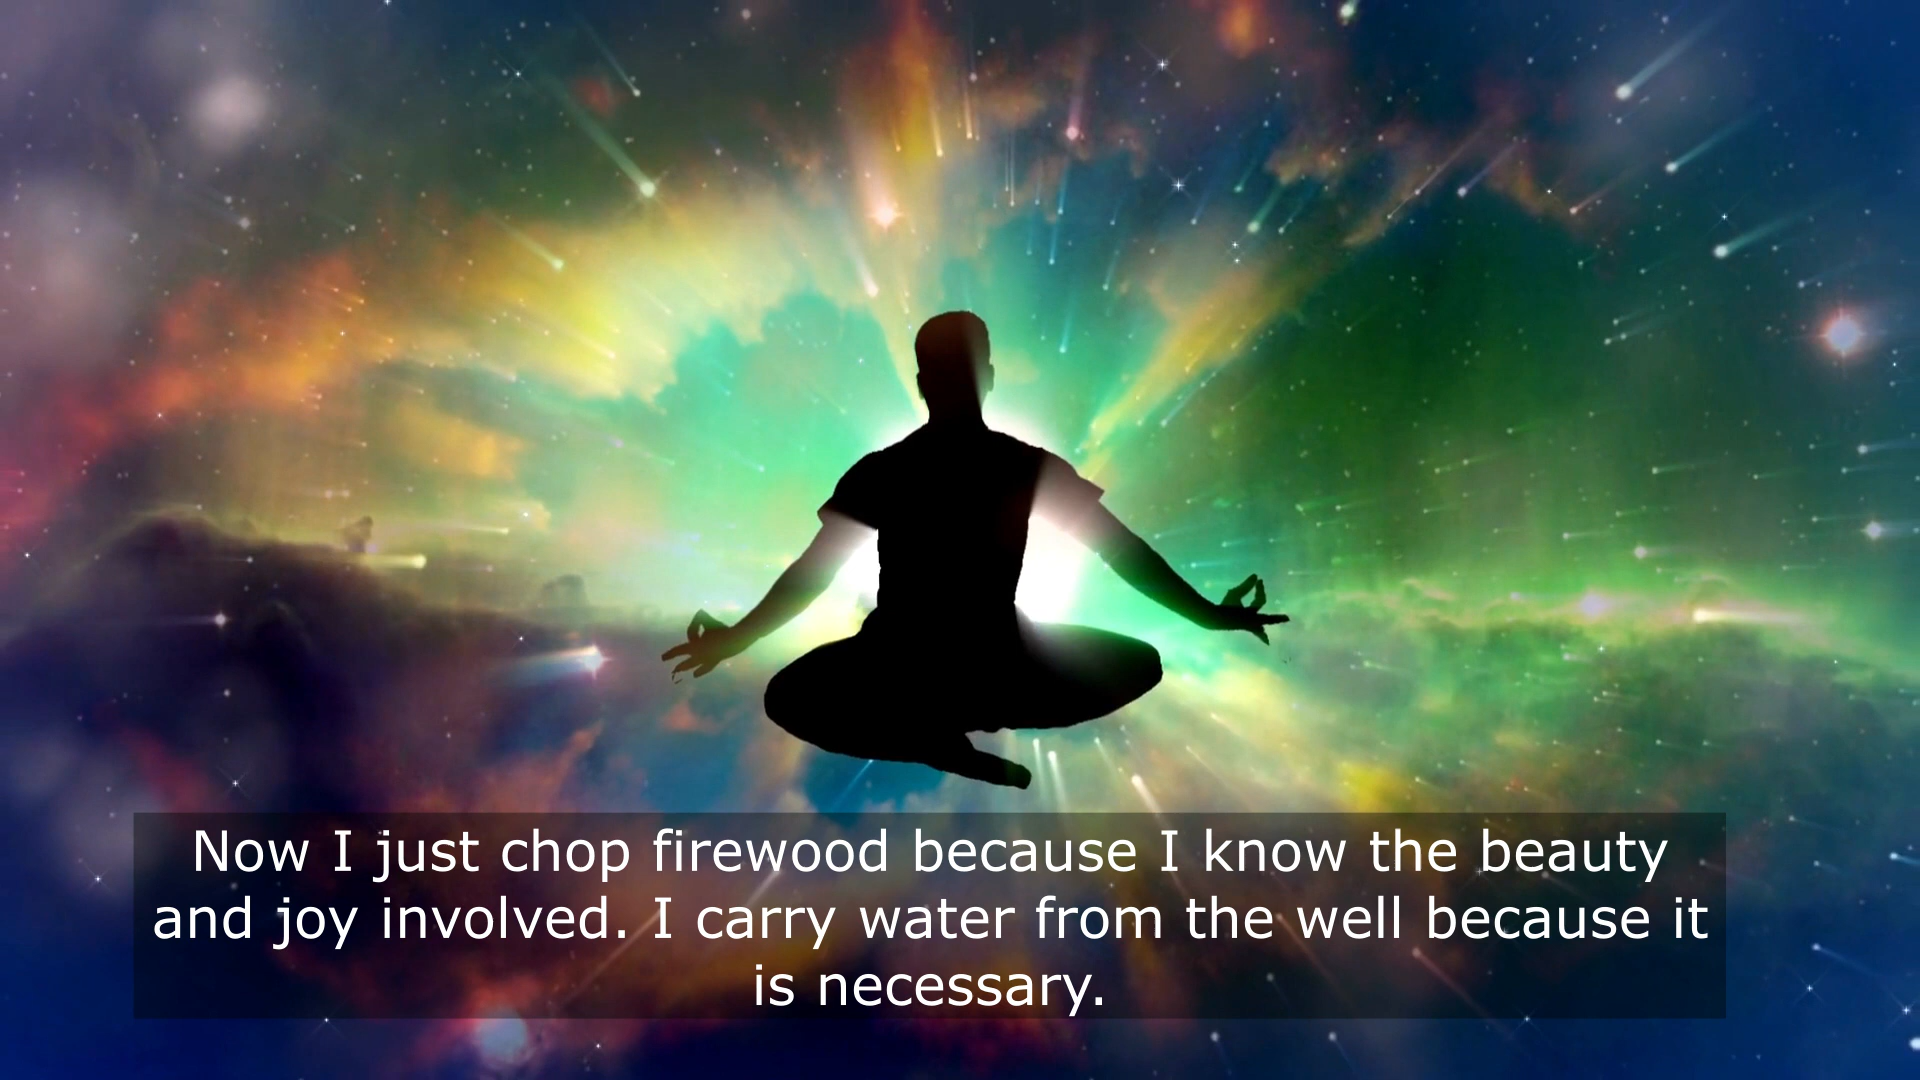 Now I just chop firewood because I know the beauty
and joy involved. I carry water from the well because it
is necessary.